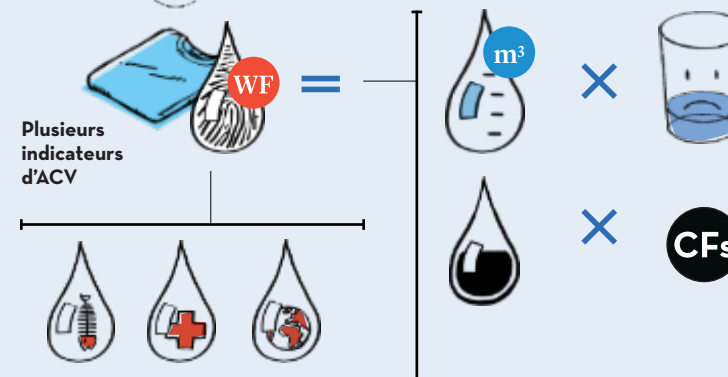 WF
=
m³
×
Plusieurs
indicateurs
d'ACV
×
CFs